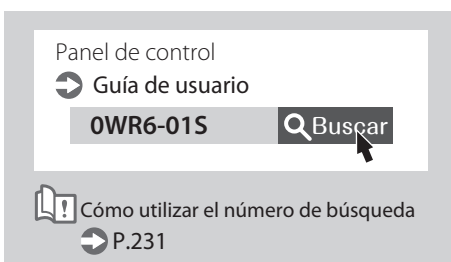 Panel de control
Guía de usuario
0WR6-01S Buscar
Cómo utilizar el número de búsqueda
P.231